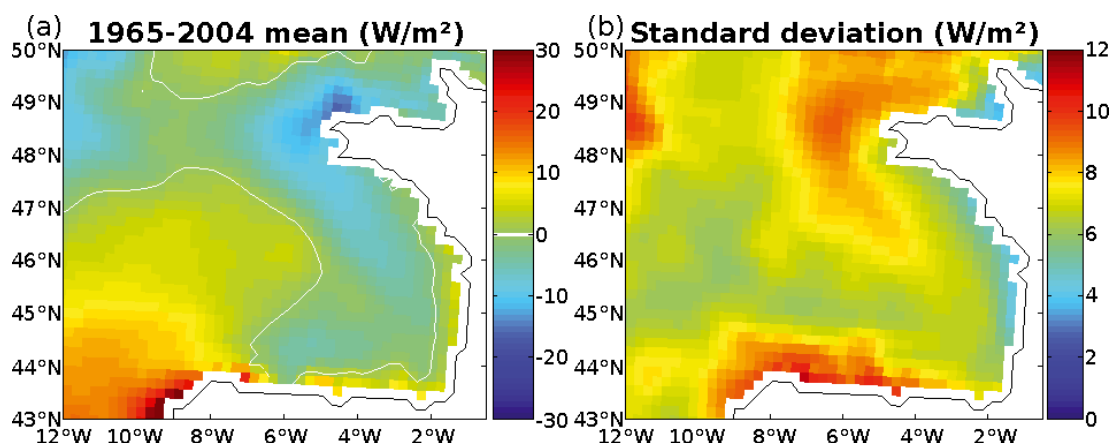 (a) 1965-2004 mean (W/m²)
50°N
49°N
48°N
47°N
46°N
45°N
44°N
43°N
12°W 10°W 8°W 6°W 4°W 2°W
30
20
10
0
-10
-20
-30
(b) Standard deviation (W/m²)
50°N
49°N
48°N
47°N
46°N
45°N
44°N
43°N
12°W 10°W 8°W 6°W 4°W 2°W
12
10
8
6
4
2
0